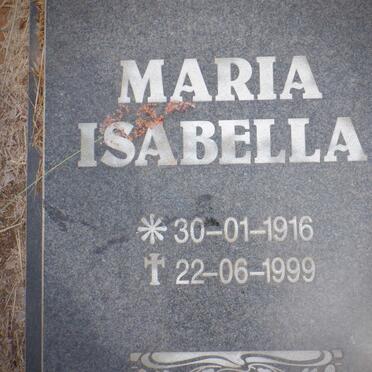 MARIA
ISABELLA
* 30-01-1916
† 22-06-1999